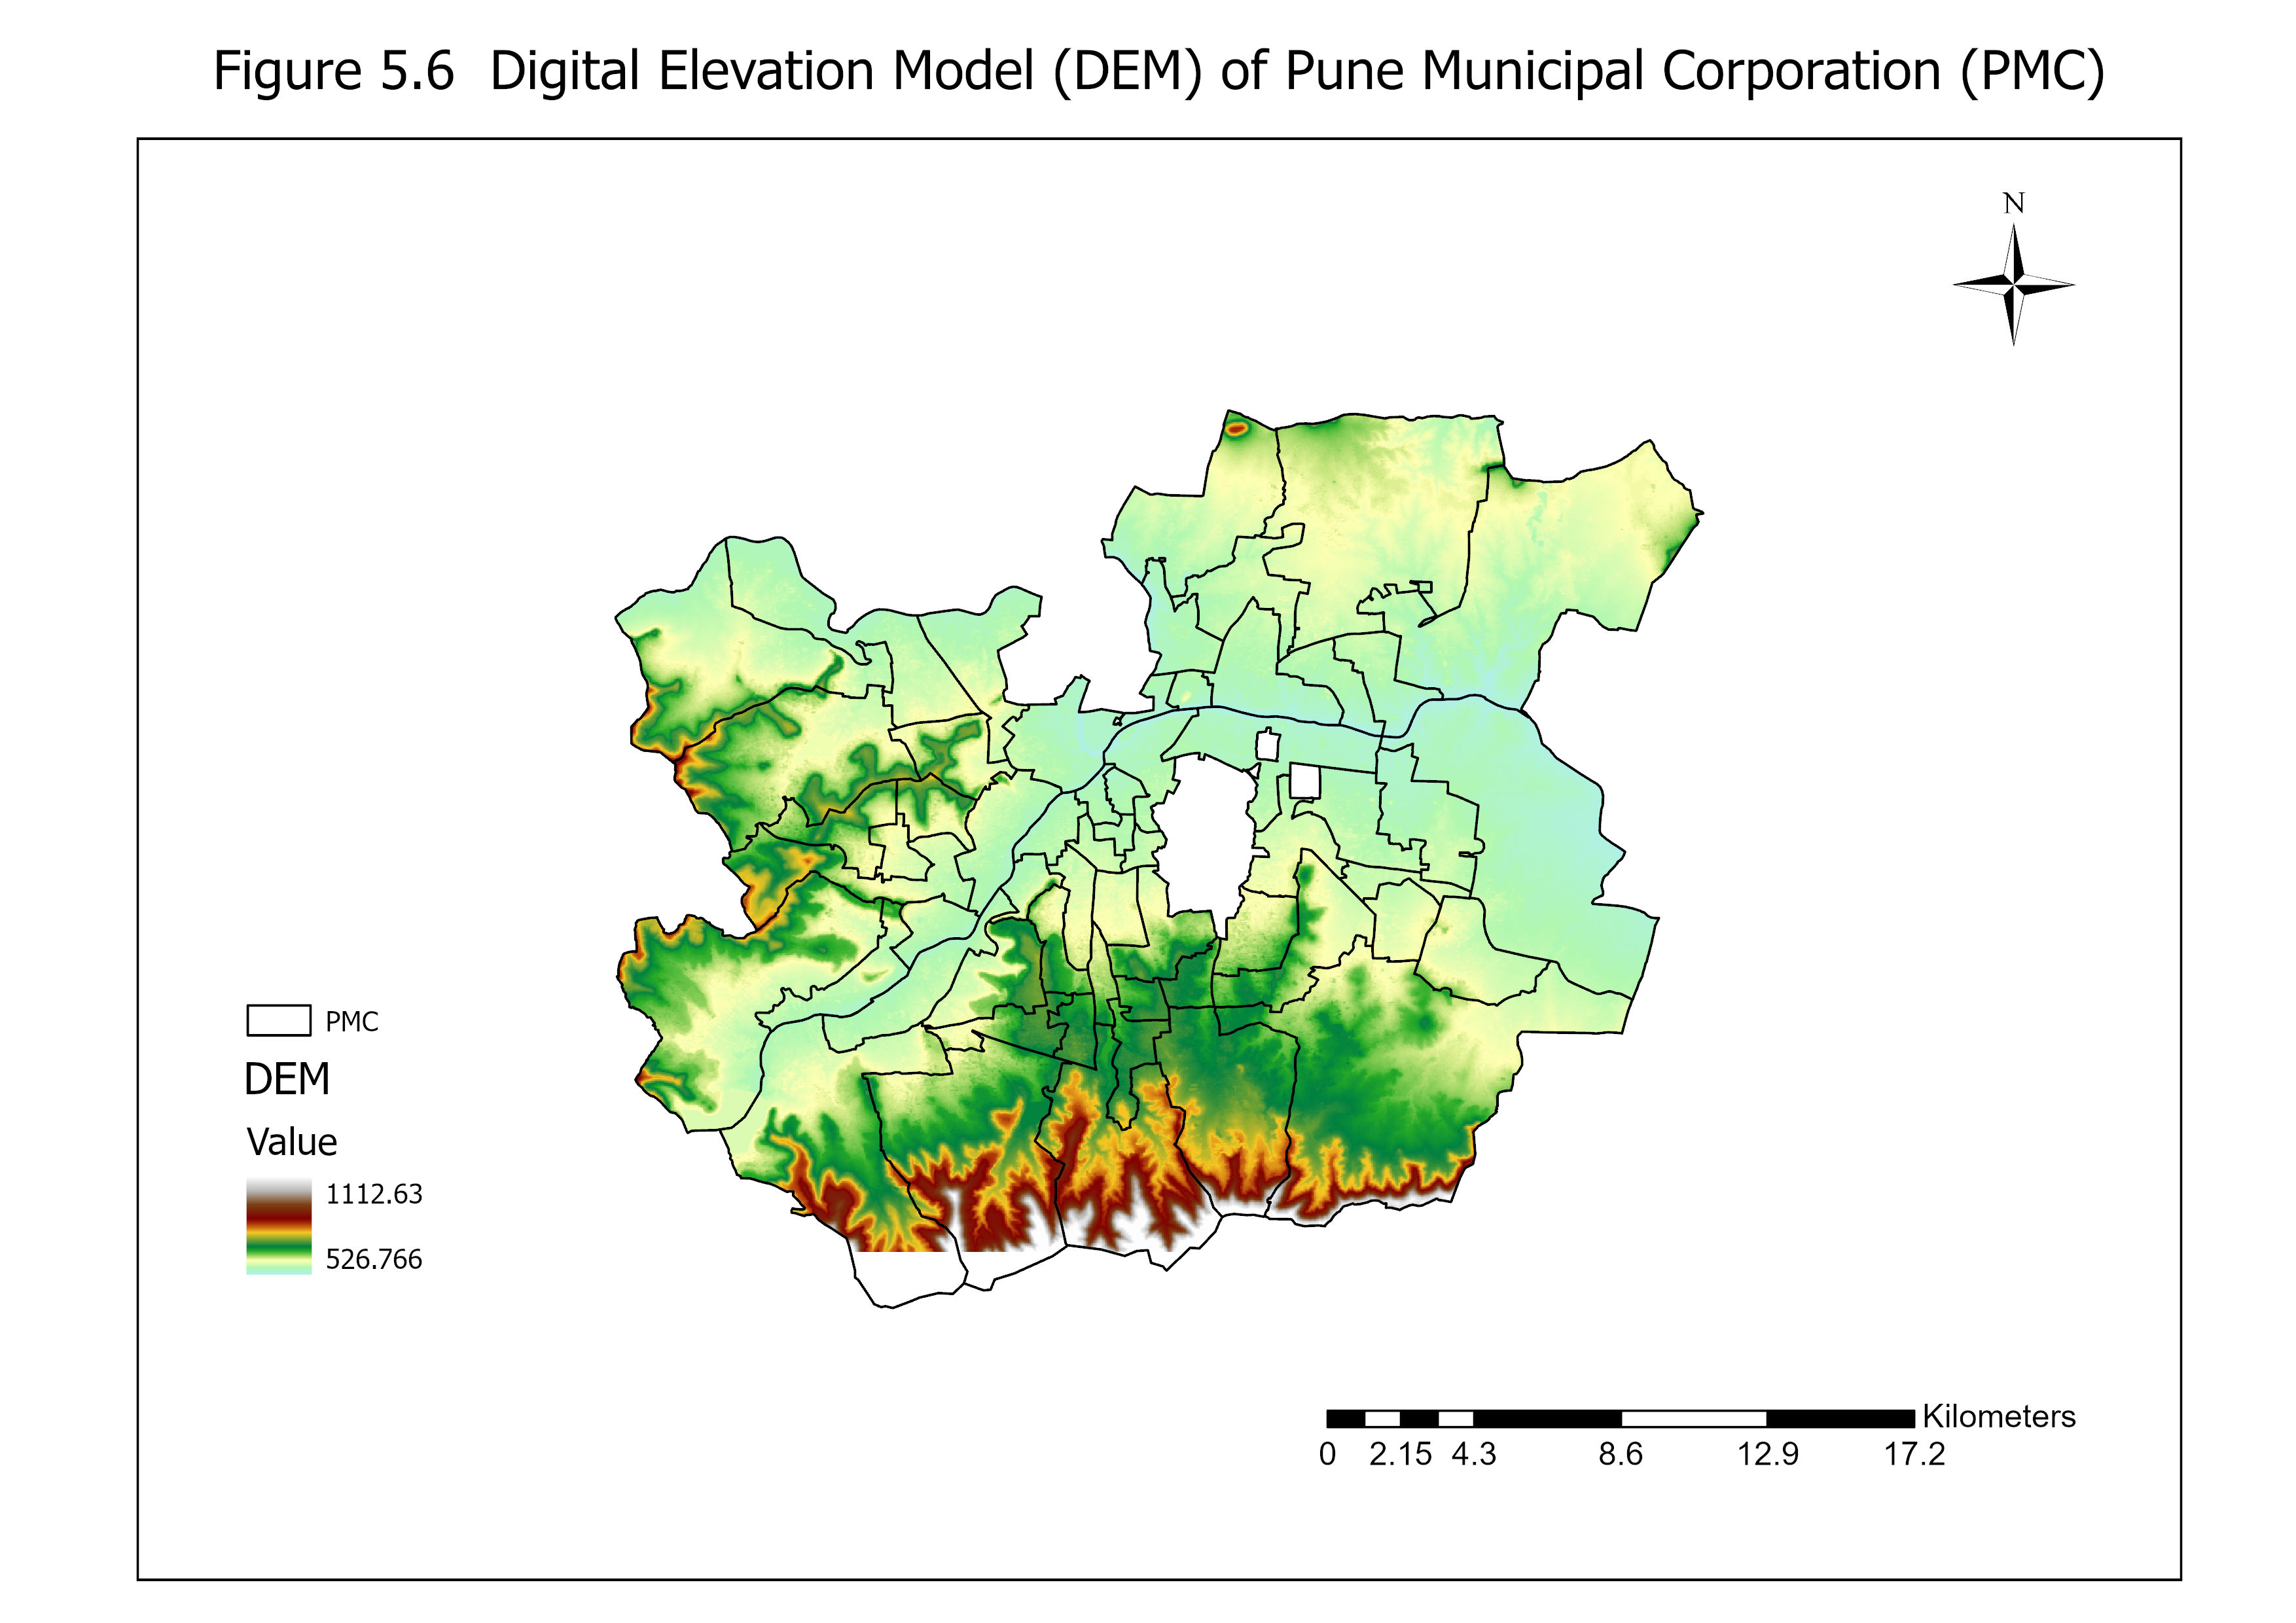 Figure 5.6 Digital Elevation Model (DEM) of Pune Municipal Corporation (PMC)
N
PMC
DEM
Value
1112.63
526.766
Kilometers
0 2.15 4.3 8.6 12.9 17.2